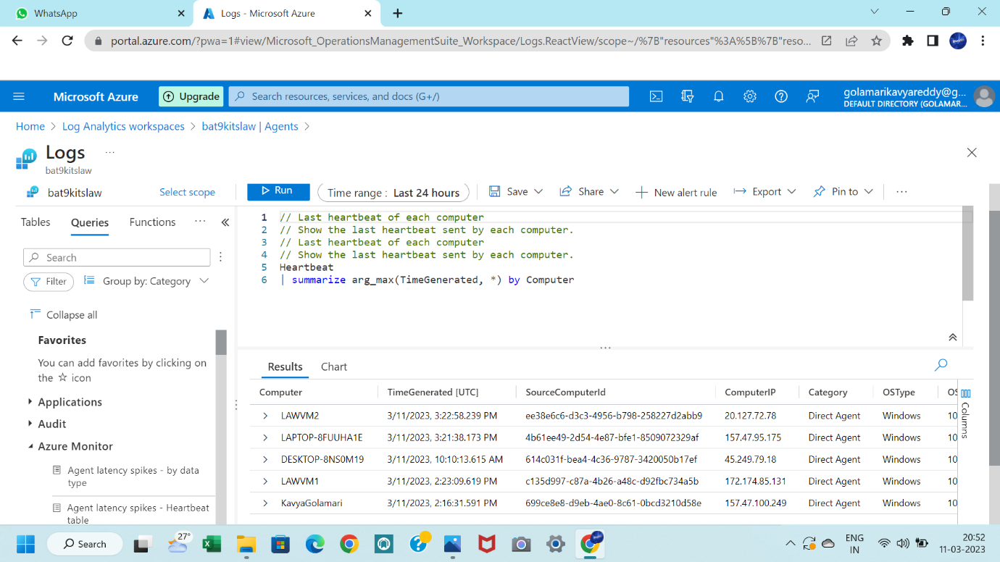 WhatsApp
Logs - Microsoft Azure
portal.azure.com/?pwa=1#view/Microsoft_OperationsManagementSuite_Workspace/Logs.ReactView/scope~/%7B"resources"%3A%5B%7B"reso...
Microsoft Azure
Upgrade
Search resources, services, and docs (G+/)
golamarikavyareddy@g...
DEFAULT DIRECTORY (GOLAMAR...
Home > Log Analytics workspaces > bat9kitslaw | Agents >
Logs ...
bat9kitslaw
bat9kitslaw
Select scope
Run
Time range : Last 24 hours
Save
Share
New alert rule
Export
Pin to
...
Tables Queries Functions ... «
Search
Filter
Group by: Category
Collapse all
Favorites
You can add favorites by clicking on
the ☆ icon
Applications
Audit
Azure Monitor
Agent latency spikes - by data
type
Agent latency spikes - Heartbeat
table
1 // Last heartbeat of each computer
2 // Show the last heartbeat sent by each computer.
3 // Last heartbeat of each computer
4 // Show the last heartbeat sent by each computer.
5 Heartbeat
6 | summarize arg_max(TimeGenerated, *) by Computer
Results Chart
Computer TimeGenerated [UTC] SourceComputerId ComputerIP Category OSType OS
LAWVM2 3/11/2023, 3:22:58.239 PM ee38e6c6-d3c3-4956-b798-258227d2abb9 20.127.72.78 Direct Agent Windows 10
LAPTOP-8FUUHA1E 3/11/2023, 3:21:38.173 PM 4b61ee49-2d54-4e87-bfe1-8509072329af 157.47.95.175 Direct Agent Windows 10
DESKTOP-8NS0M19 3/11/2023, 10:10:13.615 AM 614c031f-bea4-4c36-9787-3420050b17ef 45.249.79.18 Direct Agent Windows 10
LAWVM1 3/11/2023, 2:23:09.619 PM c135d997-c87a-4b26-a48c-d92fbc734a5b 172.174.85.131 Direct Agent Windows 10
KavyaGolamari 3/11/2023, 2:16:31.591 PM 699ce8e8-d9eb-4ae0-8c61-0bcd3210d58e 157.47.100.249 Direct Agent Windows 10
Columns
27°
Search
ENG
IN
20:52
11-03-2023